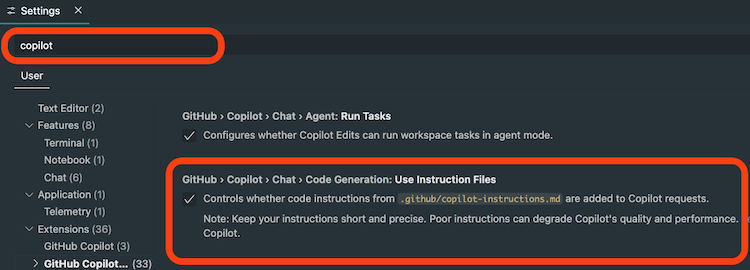 Settings
copilot
User
Text Editor (2)
Features (8)
Terminal (1)
Notebook (1)
Chat (6)
Application (1)
Telemetry (1)
Extensions (36)
GitHub Copilot (3)
GitHub Copilot... (33)
GitHub › Copilot › Chat › Agent: Run Tasks
Configures whether Copilot Edits can run workspace tasks in agent mode.
GitHub › Copilot › Chat › Code Generation: Use Instruction Files
Controls whether code instructions from .github/copilot-instructions.md are added to Copilot requests.
Note: Keep your instructions short and precise. Poor instructions can degrade Copilot's quality and performance.
Copilot.